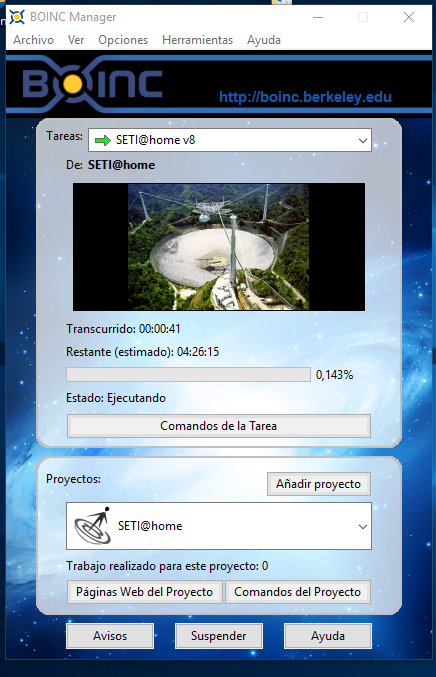 BOINC Manager
Archivo Ver Opciones Herramientas Ayuda
BOINC
http://boinc.berkeley.edu
Tareas: SETI@home v8
De: SETI@home
Transcurrido: 00:00:41
Restante (estimado): 04:26:15
0,143%
Estado: Ejecutando
Comandos de la Tarea
Proyectos:
Añadir proyecto
SETI@home
Trabajo realizado para este proyecto: 0
Páginas Web del Proyecto Comandos del Proyecto
Avisos Suspender Ayuda